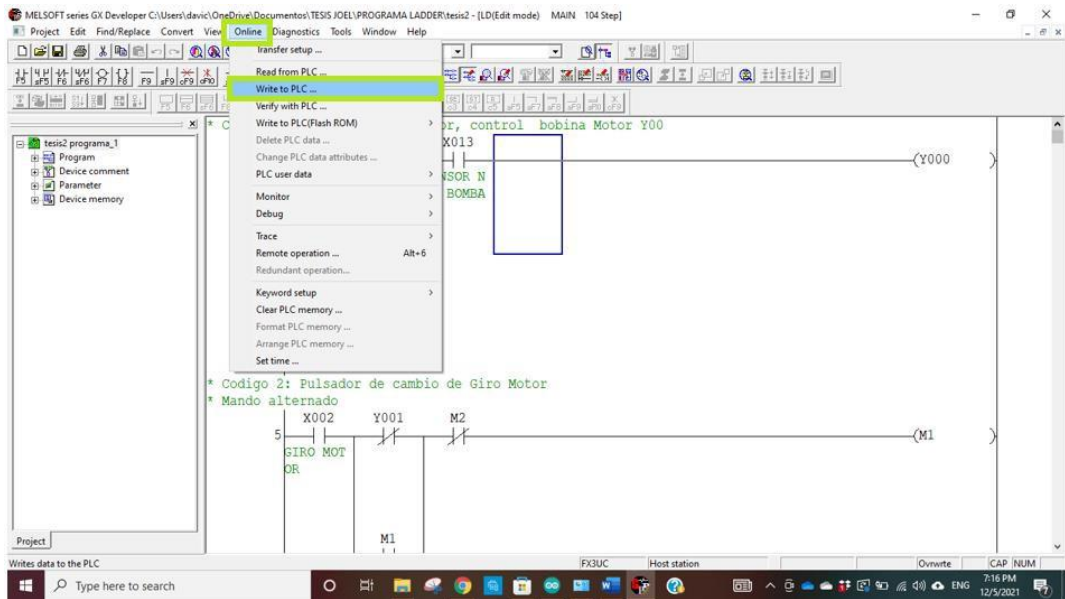 MELSOFT series GX Developer C:\Users\davic\OneDrive\Documentos\TESIS JOEL\PROGRAMA LADDER\tesis2 - [LD(Edit mode) MAIN 104 Step]
Project Edit Find/Replace Convert View Online Diagnostics Tools Window Help
Transfer setup ...
Read from PLC ...
Write to PLC ...
Verify with PLC ...
Write to PLC(Flash ROM)
Delete PLC data ...
Change PLC data attributes ...
PLC user data
Monitor
Debug
Trace
Remote operation ... Alt+6
Redundant operation...
Keyword setup
Clear PLC memory ...
Format PLC memory ...
Arrange PLC memory ...
Set time ...
tesis2 programa_1
Program
Device comment
Parameter
Device memory
Project
* C or, control bobina Motor Y00
X013
(Y000 )
NSOR N
BOMBA
* Codigo 2: Pulsador de cambio de Giro Motor
* Mando alternado
X002 Y001 M2
5 (M1 )
GIRO MOT
OR
M1
Writes data to the PLC FX3UC Host station Ovrwrte CAP NUM
Type here to search
ENG 7:16 PM
12/5/2021